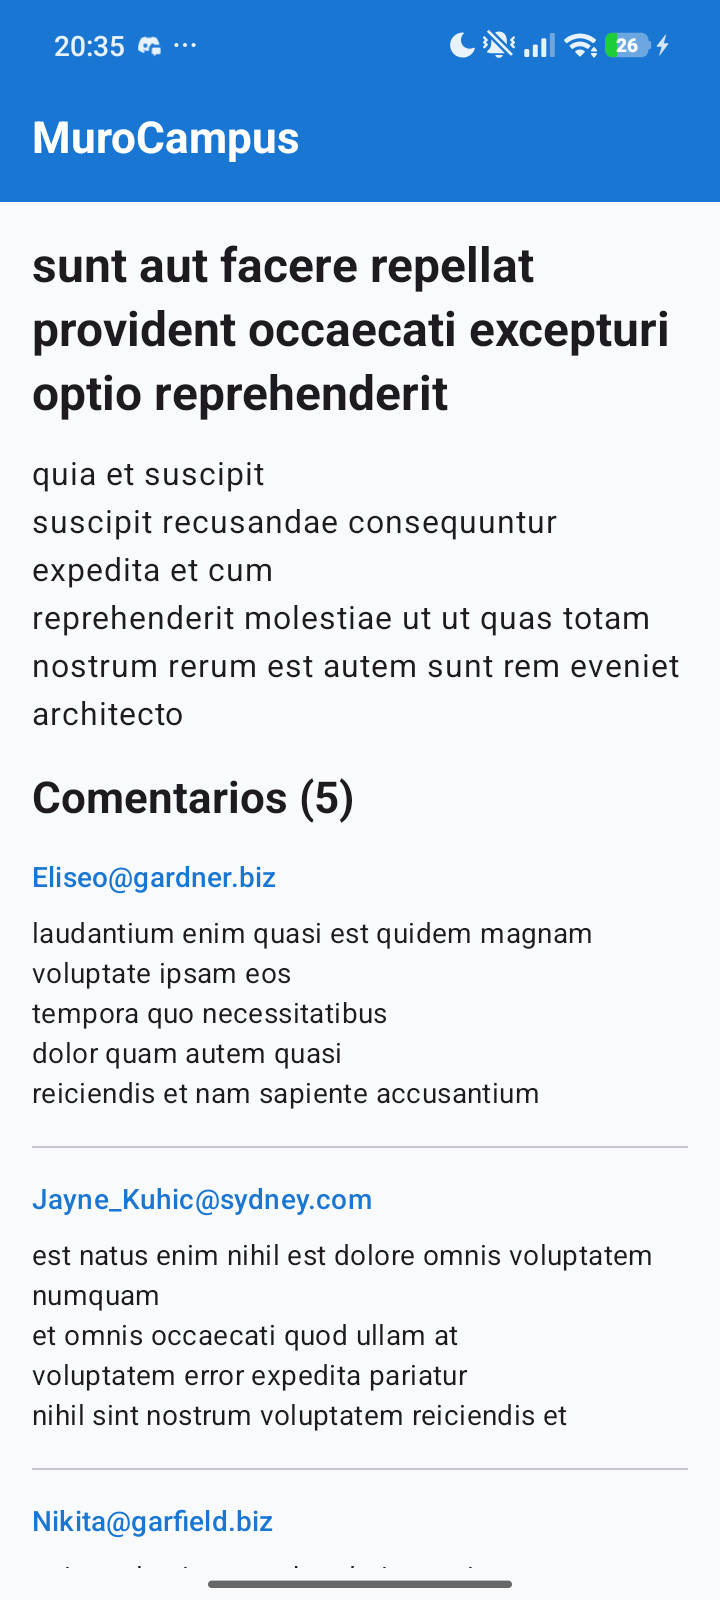 20:35
26
MuroCampus
sunt aut facere repellat
provident occaecati excepturi
optio reprehenderit
quia et suscipit
suscipit recusandae consequuntur
expedita et cum
reprehenderit molestiae ut ut quas totam
nostrum rerum est autem sunt rem eveniet
architecto
Comentarios (5)
Eliseo@gardner.biz
laudantium enim quasi est quidem magnam
voluptate ipsam eos
tempora quo necessitatibus
dolor quam autem quasi
reiciendis et nam sapiente accusantium
Jayne_Kuhic@sydney.com
est natus enim nihil est dolore omnis voluptatem
numquam
et omnis occaecati quod ullam at
voluptatem error expedita pariatur
nihil sint nostrum voluptatem reiciendis et
Nikita@garfield.biz